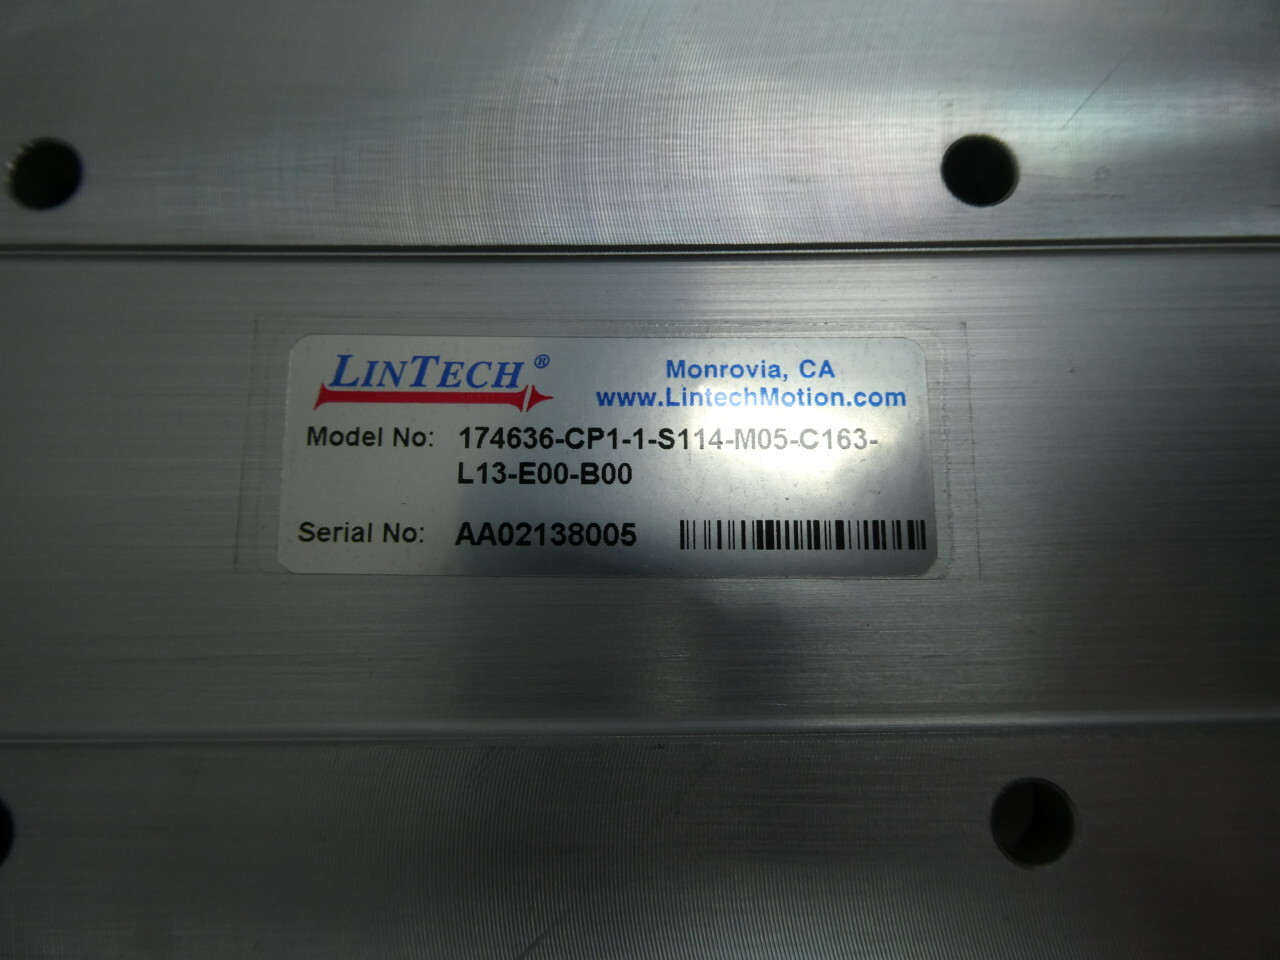 LINTECH®
Monrovia, CA
www.LintechMotion.com
Model No: 174636-CP1-1-S114-M05-C163-
L13-E00-B00
Serial No: AA02138005